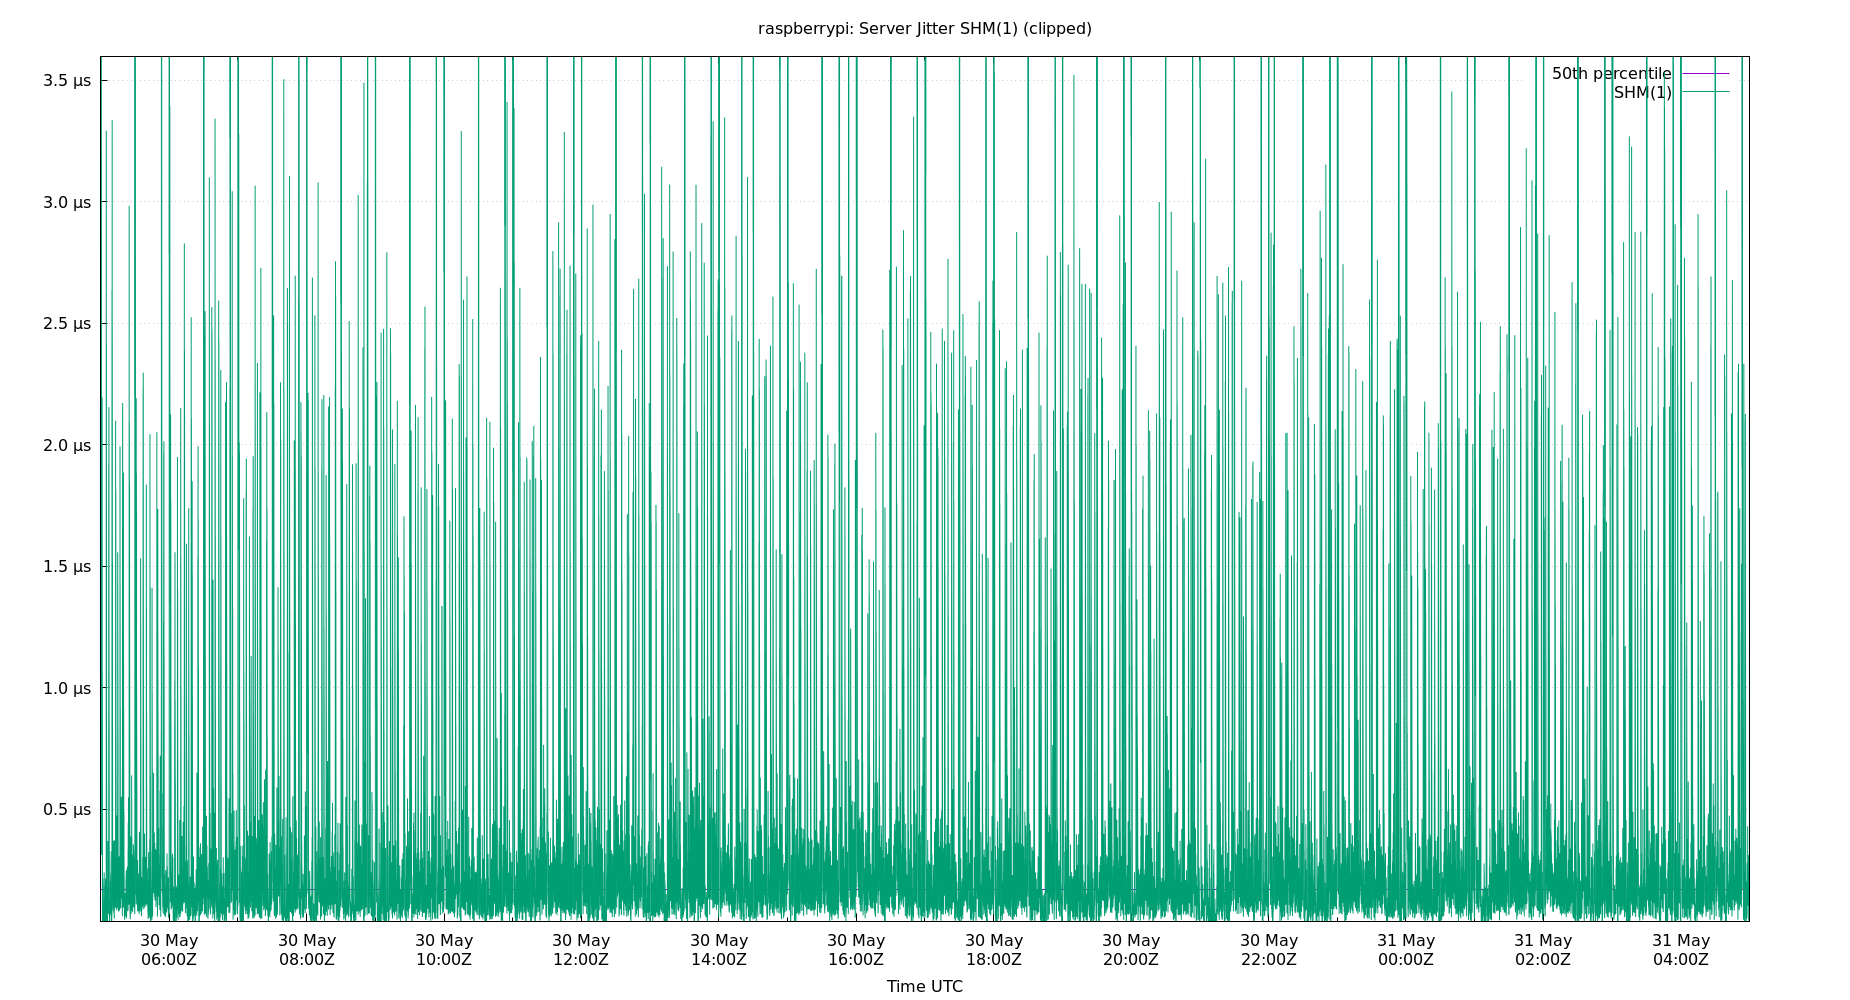 raspberrypi: Server Jitter SHM(1) (clipped)
50th percentile
SHM(1)
3.5 µs
3.0 µs
2.5 µs
2.0 µs
1.5 µs
1.0 µs
0.5 µs
30 May 30 May 30 May 30 May 30 May 30 May 30 May 30 May 30 May 31 May 31 May 31 May
06:00Z 08:00Z 10:00Z 12:00Z 14:00Z 16:00Z 18:00Z 20:00Z 22:00Z 00:00Z 02:00Z 04:00Z
Time UTC